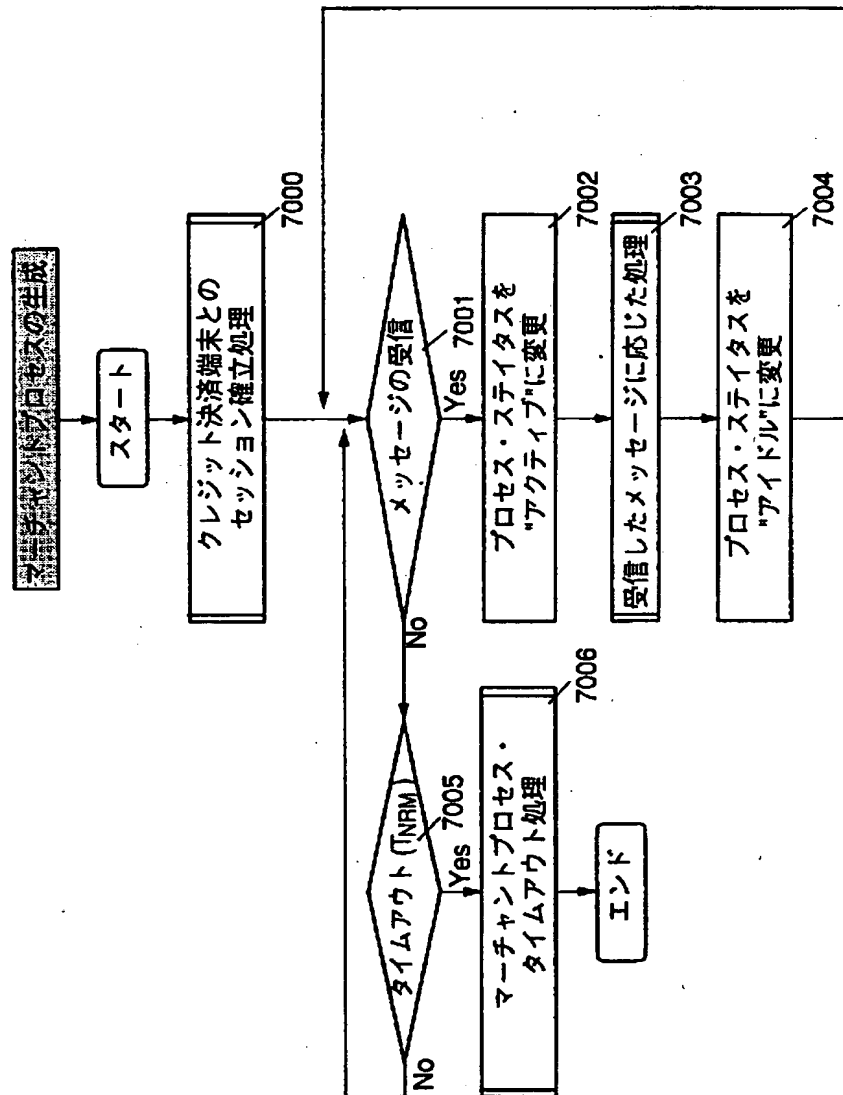 マーチャントプロセスの生成
スタート
クレジット決済端末との
セッション確立処理
7000
メッセージの受信
7001
Yes
No
プロセス・ステイタスを
"アクティブ"に変更
7002
受信したメッセージに応じた処理
7003
プロセス・ステイタスを
"アイドル"に変更
7004
タイムアウト(TNRM)
7005
Yes
No
マーチャントプロセス・
タイムアウト処理
7006
エンド